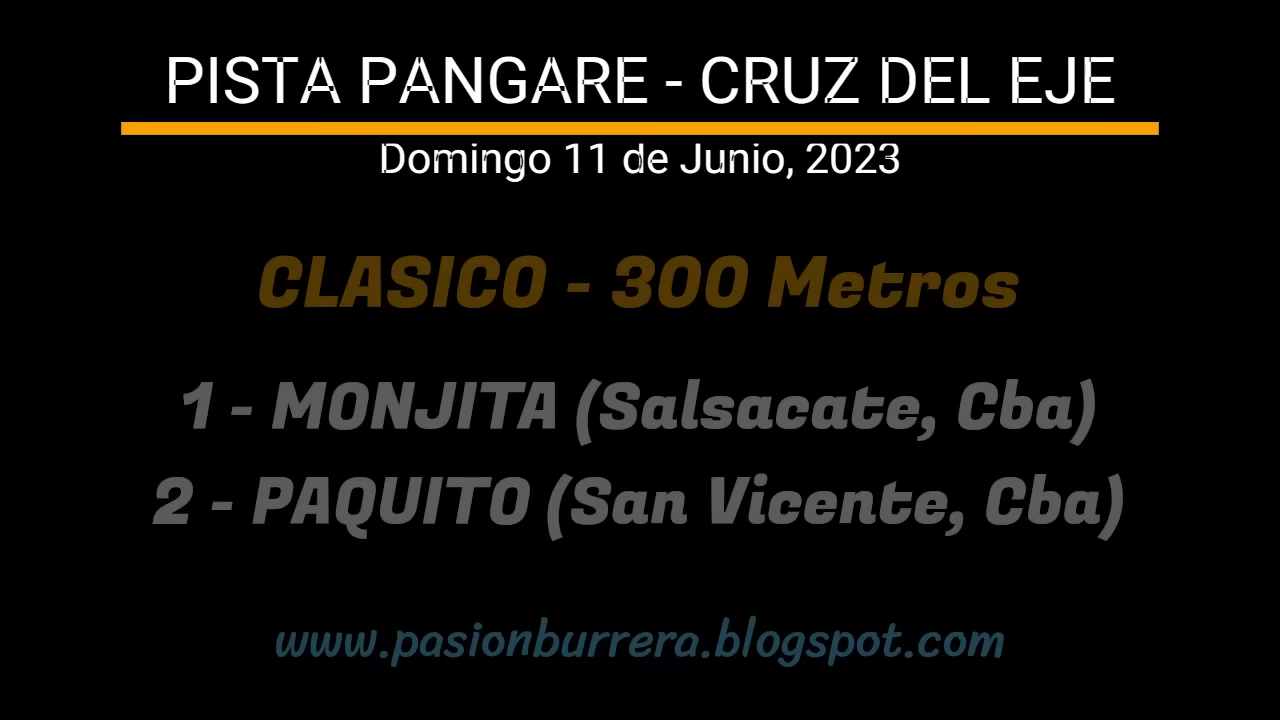 PISTA PANGARE - CRUZ DEL EJE
Domingo 11 de Junio, 2023
CLASICO - 300 Metros
1 - MONJITA (Salsacate, Cba)
2 - PAQUITO (San Vicente, Cba)
www.pasionburrera.blogspot.com